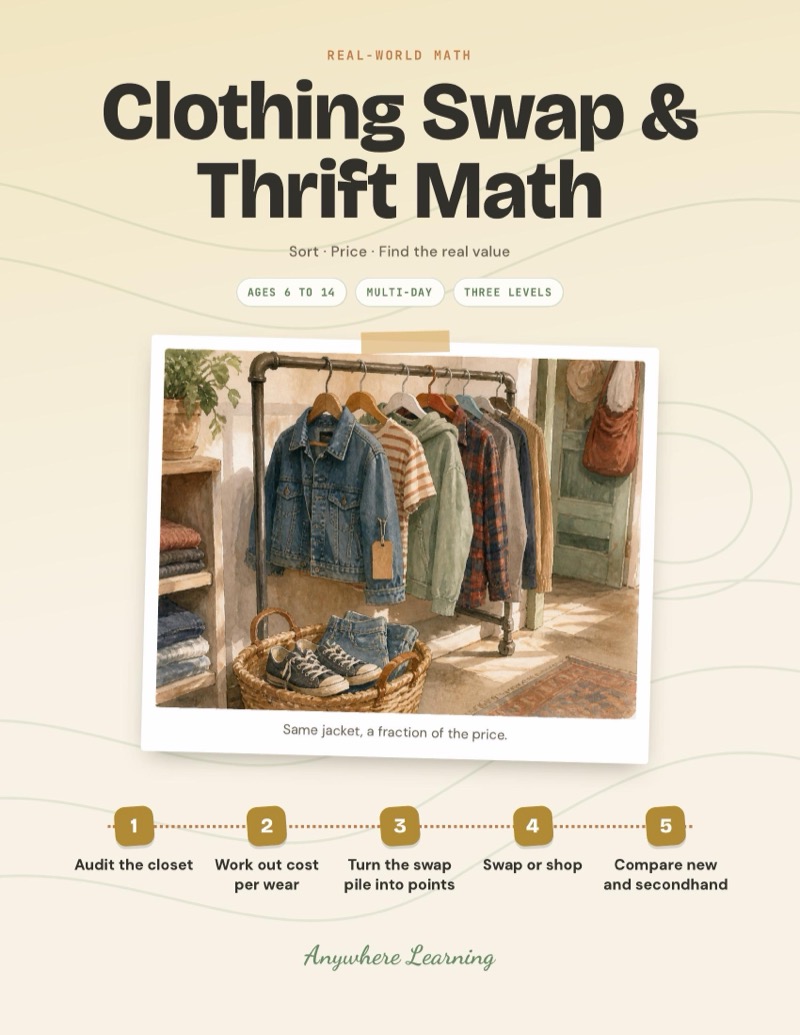 REAL-WORLD MATH
Clothing Swap &
Thrift Math
Sort · Price · Find the real value
AGES 6 TO 14
MULTI-DAY
THREE LEVELS
Same jacket, a fraction of the price.
1
2
3
4
5
Audit the closet
Work out cost
per wear
Turn the swap
pile into points
Swap or shop
Compare new
and secondhand
Anywhere Learning